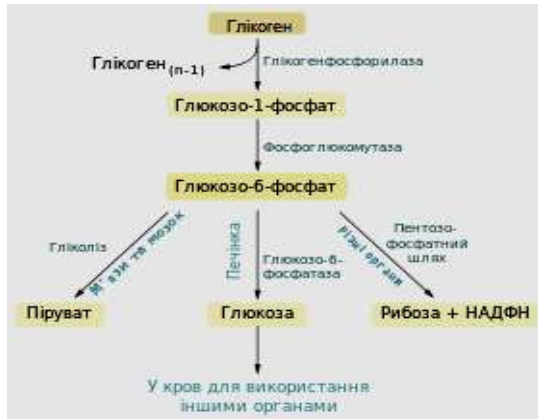 Глікоген
Глікоген(n-1)
Глікогенфосфорилаза
Глюкозо-1-фосфат
Фосфоглюкомутаза
Глюкозо-6-фосфат
Гліколіз
М'язи та мозок
Печінка
Глюкозо-6-
фосфатаза
різні органи
Пентозо-
фосфатний
шлях
Піруват
Глюкоза
Рибоза + НАДФН
У кров для використання
іншими органами